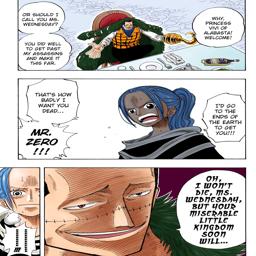 WHY,
PRINCESS
VIVI OF
ALABASTA!
WELCOME!
OR SHOULD I
CALL YOU MS.
WEDNESDAY?
YOU DID WELL
TO GET PAST
MY ASSASSINS
AND MAKE IT
THIS FAR.
I'D GO TO
THE ENDS
OF THE EARTH
TO GET
YOU!!!
THAT'S HOW
BADLY I
WANT YOU
DEAD...
MR.
ZERO
!!!
OH,
I WON'T
DIE, MS.
WEDNESDAY,
BUT YOUR
MISERABLE
LITTLE
KINGDOM
SOON
WILL...